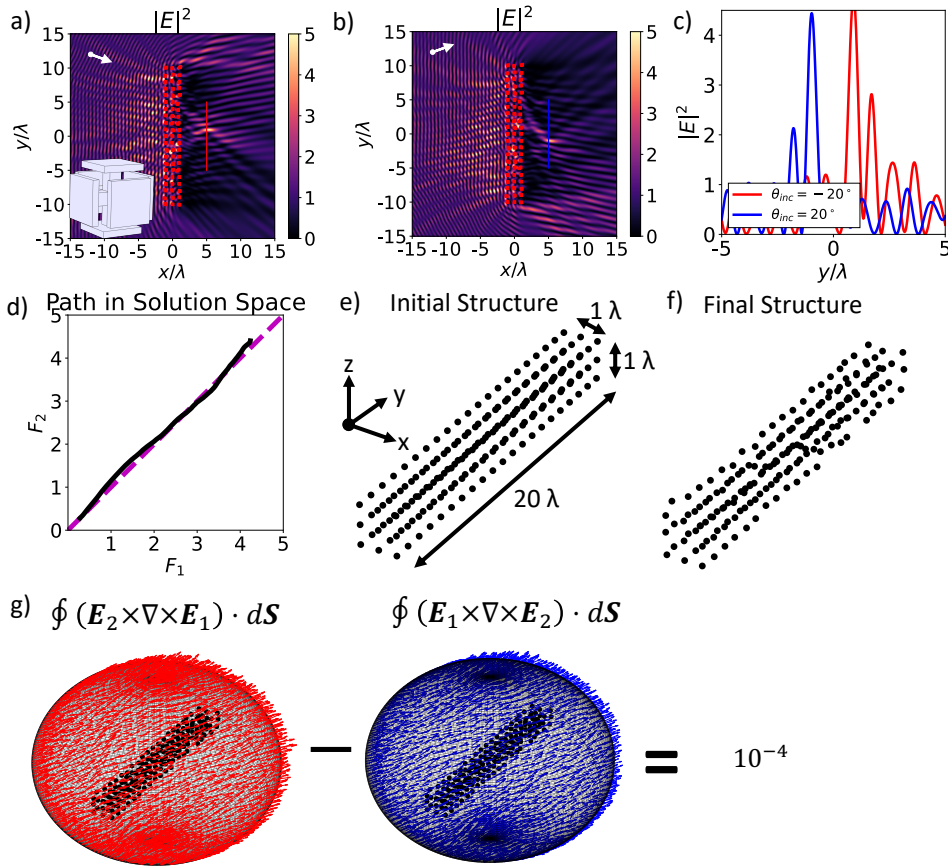 a)
|E|²
15
10
5
0
-5
-10
-15
-15 -10 -5 0 5 10 15
y/λ
x/λ
5
4
3
2
1
0
b)
|E|²
15
10
5
0
-5
-10
-15
-15 -10 -5 0 5 10 15
y/λ
x/λ
5
4
3
2
1
0
c)
|E|²
4
2
1
0
-5 0 5
y/λ
θinc = −20°
θinc = 20°
d) Path in Solution Space
5
4
3
2
1
0
1 2 3 4 5
F₂
F₁
e) Initial Structure
1 λ
1 λ
20 λ
z
y
x
f) Final Structure
g) ∮ (E₂×∇×E₁) · dS
∮ (E₁×∇×E₂) · dS
− = 10⁻⁴